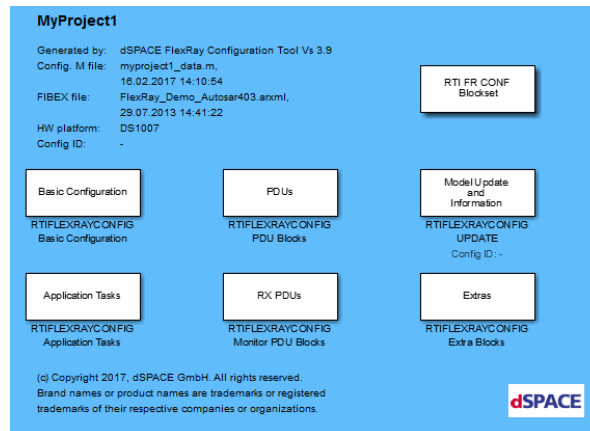 MyProject1
Generated by: dSPACE FlexRay Configuration Tool Vs 3.9
Config. M file: myproject1_data.m,
16.02.2017 14:10:54
FIBEX file: FlexRay_Demo_Autosar403.arxml,
29.07.2013 14:41:22
HW platform: DS1007
Config ID: -
RTI FR CONF
Blockset
Basic Configuration
RTIFLEXRAYCONFIG
Basic Configuration
PDUs
RTIFLEXRAYCONFIG
PDU Blocks
Model Update
and
Information
RTIFLEXRAYCONFIG
UPDATE
Config ID: -
Application Tasks
RTIFLEXRAYCONFIG
Application Tasks
RX PDUs
RTIFLEXRAYCONFIG
Monitor PDU Blocks
Extras
RTIFLEXRAYCONFIG
Extra Blocks
(c) Copyright 2017, dSPACE GmbH. All rights reserved.
Brand names or product names are trademarks or registered
trademarks of their respective companies or organizations.
dSPACE